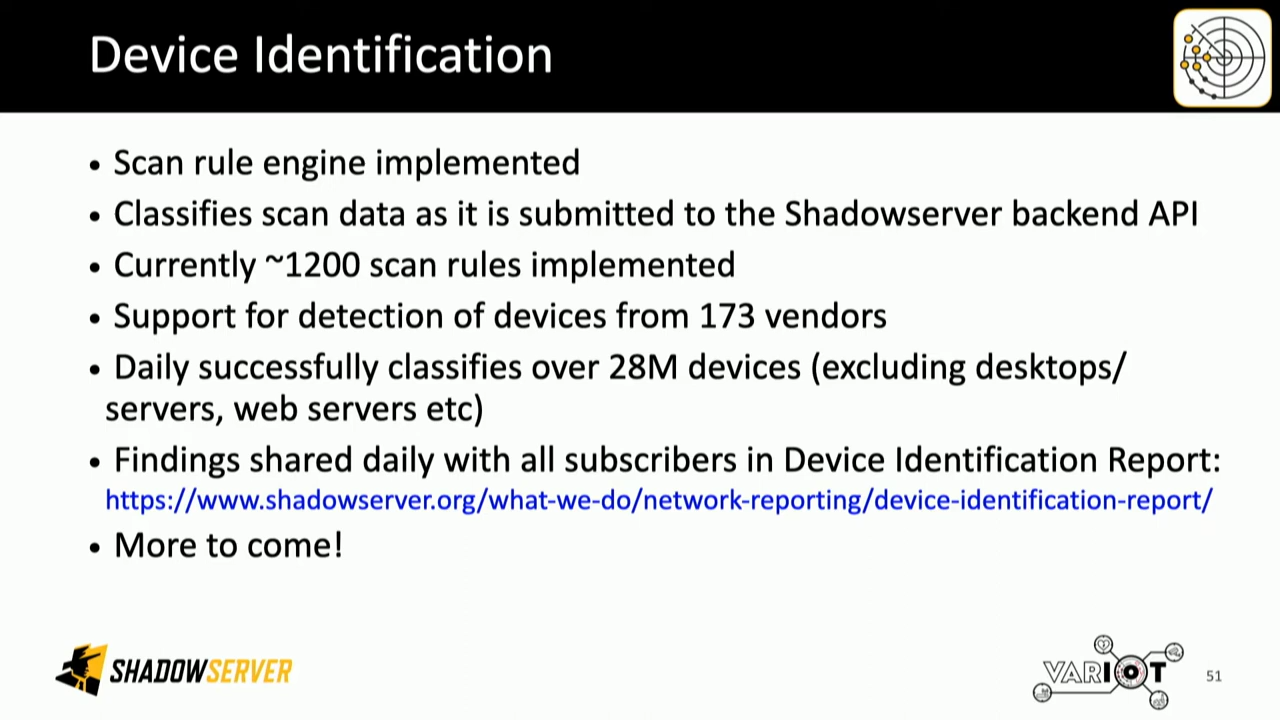 Device Identification
• Scan rule engine implemented
• Classifies scan data as it is submitted to the Shadowserver backend API
• Currently ~1200 scan rules implemented
• Support for detection of devices from 173 vendors
• Daily successfully classifies over 28M devices (excluding desktops/
servers, web servers etc)
• Findings shared daily with all subscribers in Device Identification Report:
https://www.shadowserver.org/what-we-do/network-reporting/device-identification-report/
• More to come!
SHADOWSERVER
VARIOT
51